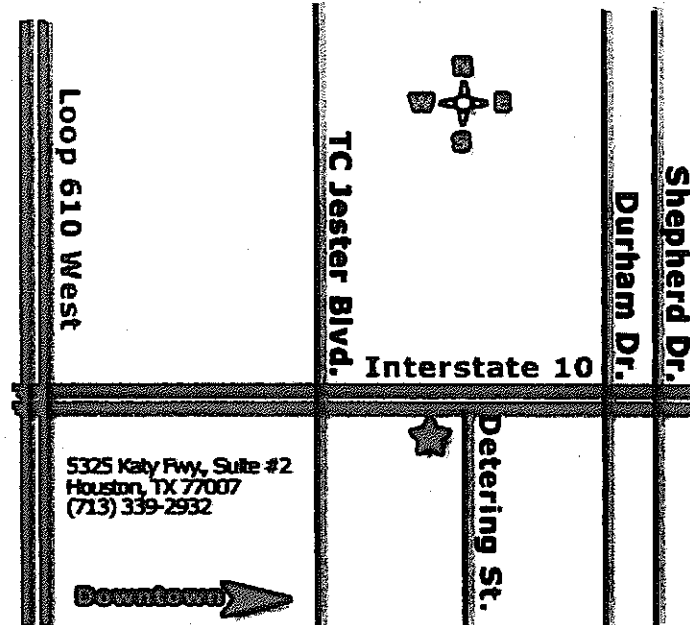 N
W
S
Loop 610 West
TC Jester Blvd.
Durham Dr.
Shepherd Dr.
Interstate 10
Detering St.
5325 Katy Fwy., Suite #2
Houston, TX 77007
(713) 339-2932
Downtown